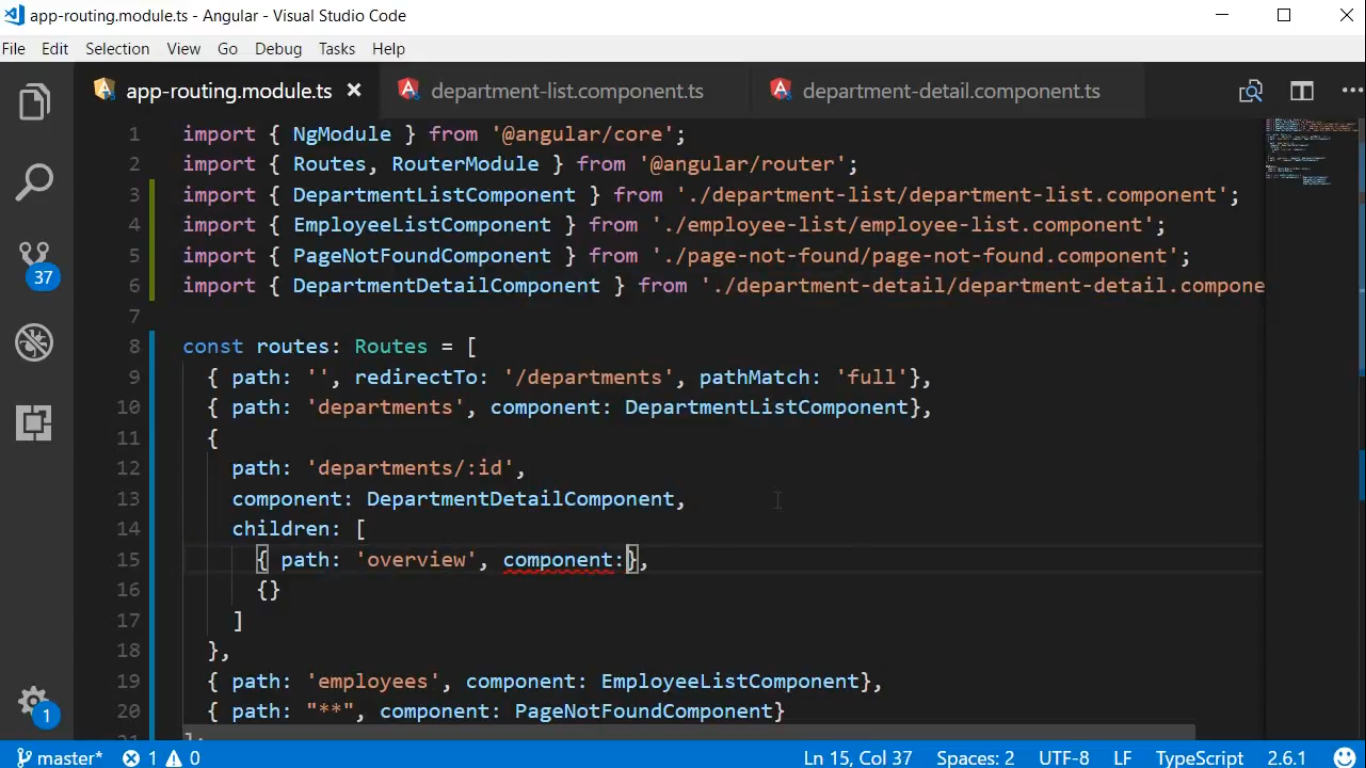 app-routing.module.ts - Angular - Visual Studio Code
File Edit Selection View Go Debug Tasks Help
app-routing.module.ts department-list.component.ts department-detail.component.ts
1 import { NgModule } from '@angular/core';
2 import { Routes, RouterModule } from '@angular/router';
3 import { DepartmentListComponent } from './department-list/department-list.component';
4 import { EmployeeListComponent } from './employee-list/employee-list.component';
5 import { PageNotFoundComponent } from './page-not-found/page-not-found.component';
6 import { DepartmentDetailComponent } from './department-detail/department-detail.compone
7
8 const routes: Routes = [
9 { path: '', redirectTo: '/departments', pathMatch: 'full'},
10 { path: 'departments', component: DepartmentListComponent},
11 {
12 path: 'departments/:id',
13 component: DepartmentDetailComponent,
14 children: [
15 { path: 'overview', component:},
16 {}
17 ]
18 },
19 { path: 'employees', component: EmployeeListComponent},
20 { path: "**", component: PageNotFoundComponent}
37
1
master* 1 0 Ln 15, Col 37 Spaces: 2 UTF-8 LF TypeScript 2.6.1